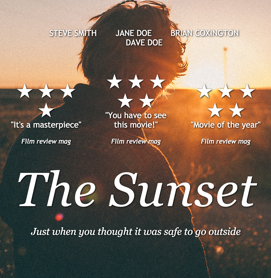 STEVE SMITH JANE DOE BRIAN COXINGTON
DAVE DOE
"It's a masterpiece"
Film review mag
"You have to see
this movie!"
Film review mag
"Movie of the year"
Film review mag
The Sunset
Just when you thought it was safe to go outside